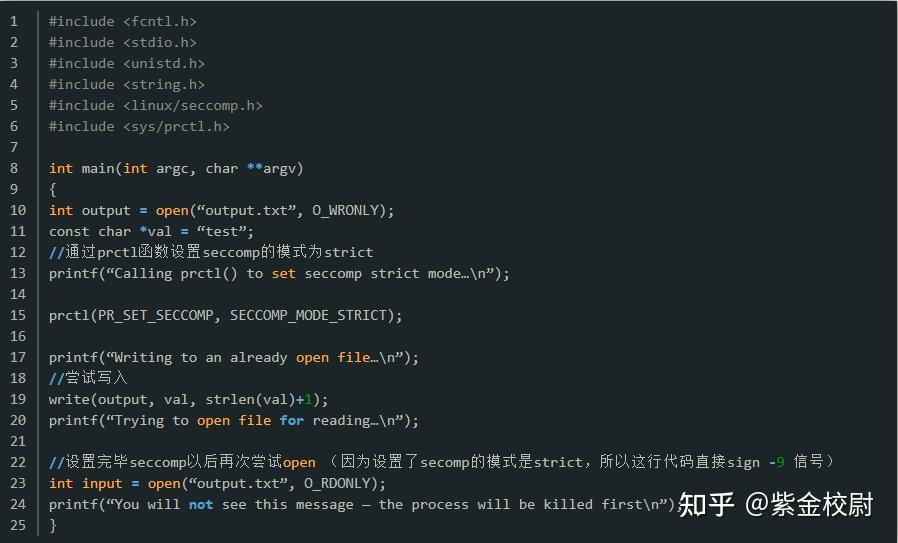 1 #include <fcntl.h>
2 #include <stdio.h>
3 #include <unistd.h>
4 #include <string.h>
5 #include <linux/seccomp.h>
6 #include <sys/prctl.h>
7
8 int main(int argc, char **argv)
9 {
10 int output = open(“output.txt”, O_WRONLY);
11 const char *val = “test”;
12 //通过prctl函数设置seccomp的模式为strict
13 printf(“Calling prctl() to set seccomp strict mode…\n”);
14
15 prctl(PR_SET_SECCOMP, SECCOMP_MODE_STRICT);
16
17 printf(“Writing to an already open file…\n”);
18 //尝试写入
19 write(output, val, strlen(val)+1);
20 printf(“Trying to open file for reading…\n”);
21
22 //设置完毕seccomp以后再次尝试open （因为设置了secomp的模式是strict，所以这行代码直接sign -9 信号）
23 int input = open(“output.txt”, O_RDONLY);
24 printf(“You will not see this message — the process will be killed first\n”);
25 }
知乎 @紫金校尉